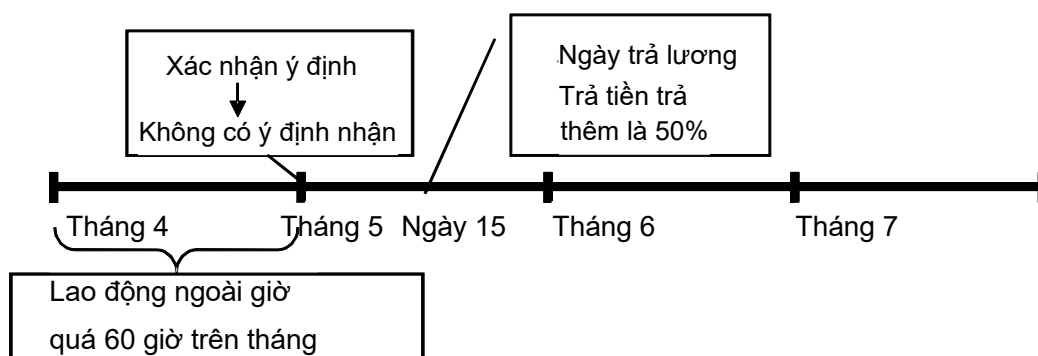 Xác nhận ý định
Không có ý định nhận
Ngày trả lương
Trả tiền trả
thêm là 50%
Tháng 4
Tháng 5
Ngày 15
Tháng 6
Tháng 7
Lao động ngoài giờ
quá 60 giờ trên tháng